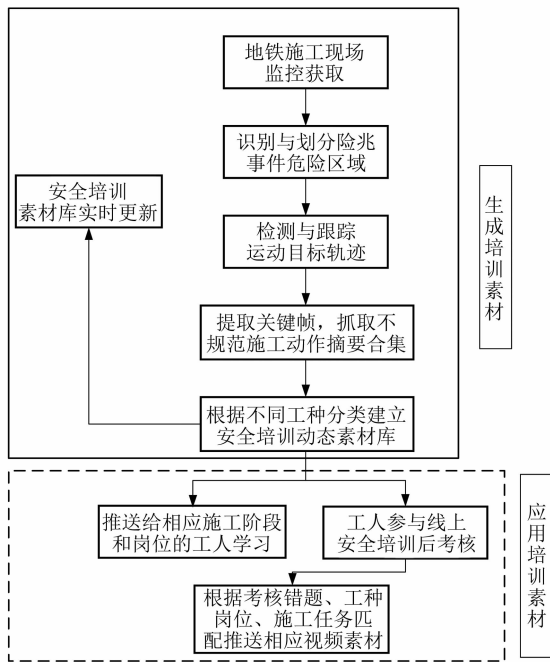 地铁施工现场
监控获取
识别与划分险兆
事件危险区域
安全培训
素材库实时更新
检测与跟踪
运动目标轨迹
提取关键帧，抓取不
规范施工动作摘要合集
根据不同工种分类建立
安全培训动态素材库
生成培训素材
推送给相应施工阶段
和岗位的工人学习
工人参与线上
安全培训后考核
根据考核错题、工种
岗位、施工任务匹
配推送相应视频素材
应用培训素材